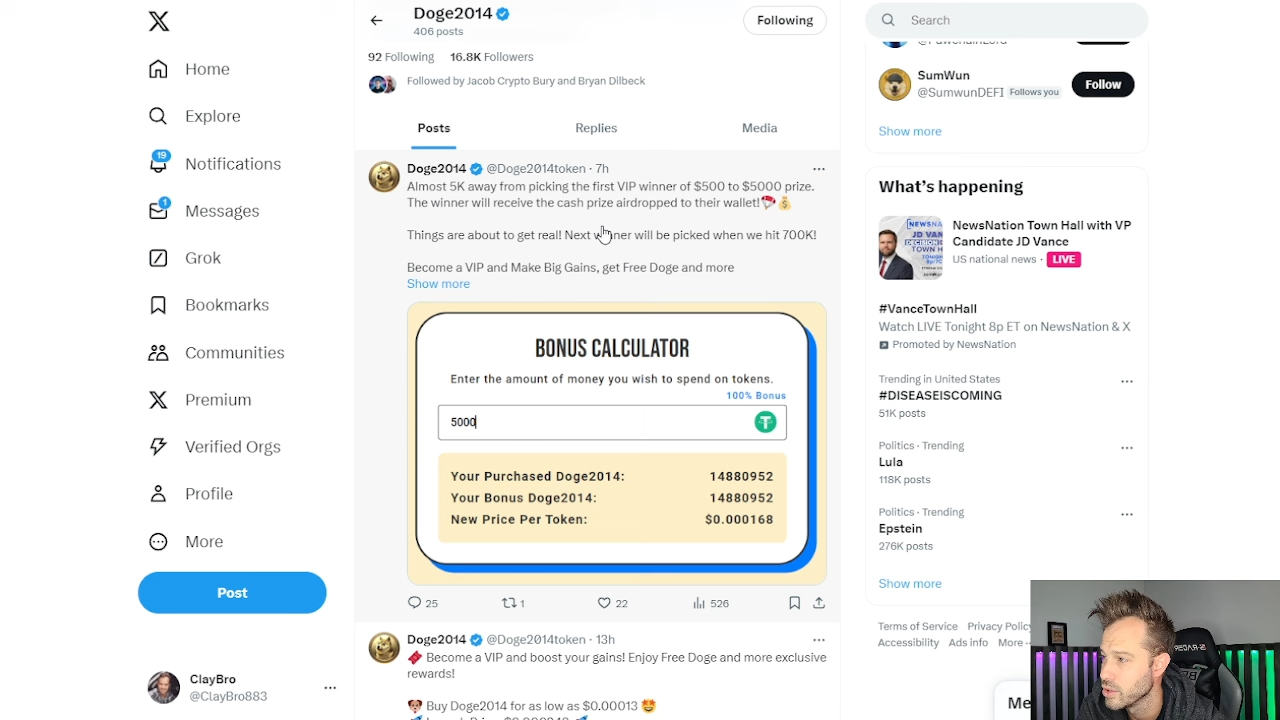 Home
Explore
19
Notifications
1
Messages
Grok
Bookmarks
Communities
Premium
Verified Orgs
Profile
More
Post
ClayBro
@ClayBro883
Doge2014
406 posts
Following
92 Following 16.8K Followers
Followed by Jacob Crypto Bury and Bryan Dilbeck
Posts Replies Media
Doge2014 @Doge2014token · 7h
Almost 5K away from picking the first VIP winner of $500 to $5000 prize.
The winner will receive the cash prize airdropped to their wallet!
Things are about to get real! Next winner will be picked when we hit 700K!
Become a VIP and Make Big Gains, get Free Doge and more
Show more
BONUS CALCULATOR
Enter the amount of money you wish to spend on tokens.
100% Bonus
5000
Your Purchased Doge2014: 14880952
Your Bonus Doge2014: 14880952
New Price Per Token: $0.000168
25 1 22 526
Doge2014 @Doge2014token · 13h
Become a VIP and boost your gains! Enjoy Free Doge and more exclusive
rewards!
Buy Doge2014 for as low as $0.00013
Search
SumWun
@SumwunDEFI Follows you
Follow
Show more
What's happening
NewsNation Town Hall with VP
Candidate JD Vance
US national news · LIVE
#VanceTownHall
Watch LIVE Tonight 8p ET on NewsNation & X
Promoted by NewsNation
Trending in United States
#DISEASEISCOMING
51K posts
Politics · Trending
Lula
118K posts
Politics · Trending
Epstein
276K posts
Show more
Terms of Service Privacy Policy
Accessibility Ads info More